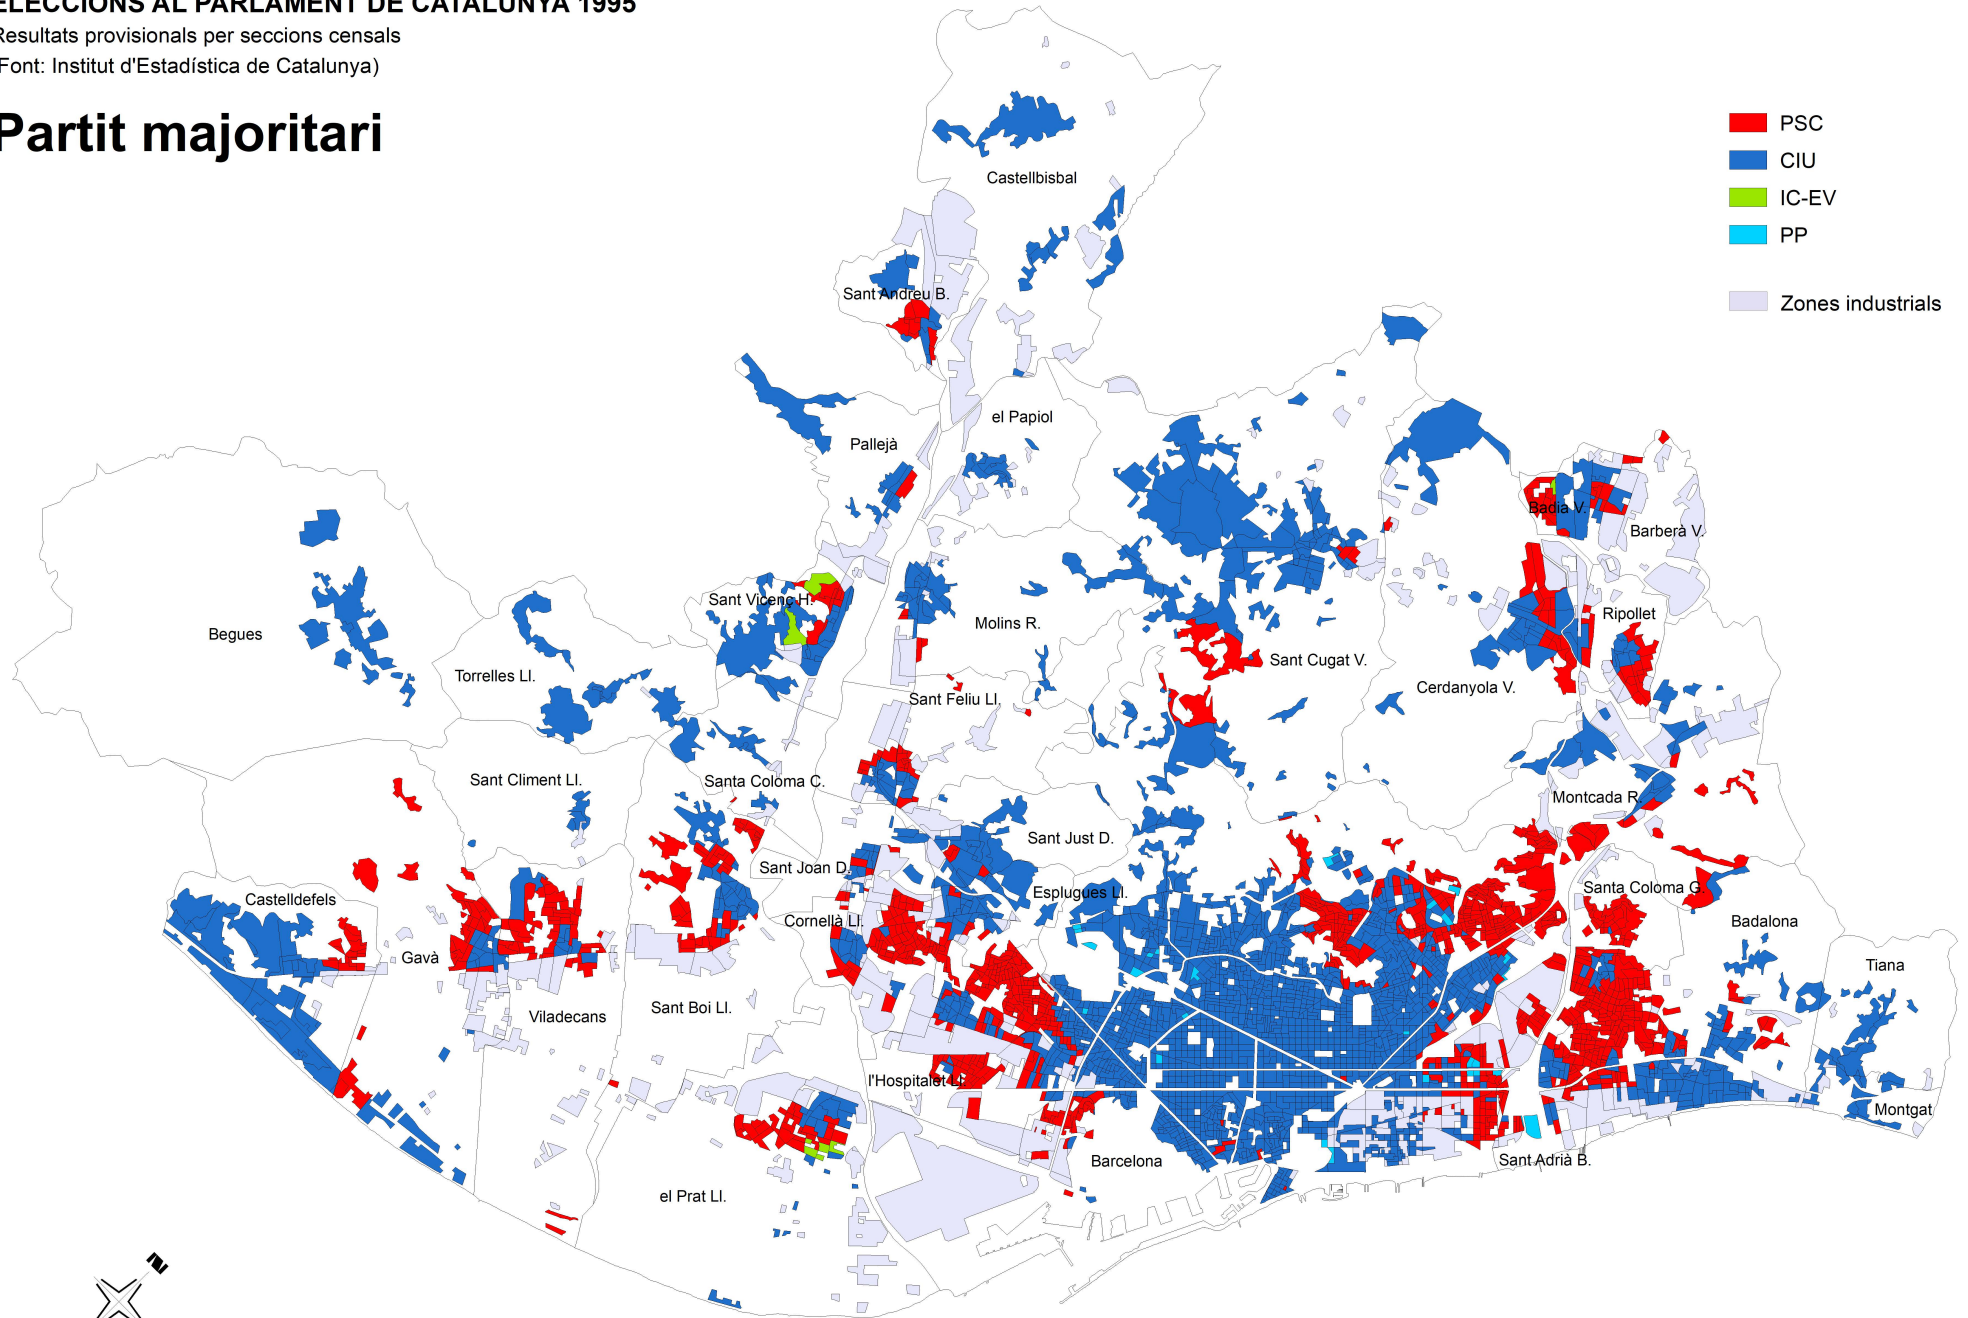 ELECCIONS AL PARLAMENT DE CATALUNYA 1995
Resultats provisionals per seccions censals
(Font: Institut d'Estadística de Catalunya)
Partit majoritari
PSC
CIU
IC-EV
PP
Zones industrials
Castellbisbal
Sant Andreu B.
el Papiol
Pallejà
Badia V.
Barberà V.
Sant Vicenç H.
Ripollet
Molins R.
Begues
Sant Cugat V.
Torrelles Ll.
Cerdanyola V.
Sant Feliu Ll.
Sant Climent Ll.
Santa Coloma C.
Montcada R.
Sant Just D.
Sant Joan D.
Santa Coloma G.
Esplugues Ll.
Castelldefels
Cornellà Ll.
Badalona
Gavà
Tiana
Sant Boi Ll.
Viladecans
l'Hospitalet Ll.
Montgat
Barcelona
Sant Adrià B.
el Prat Ll.
N